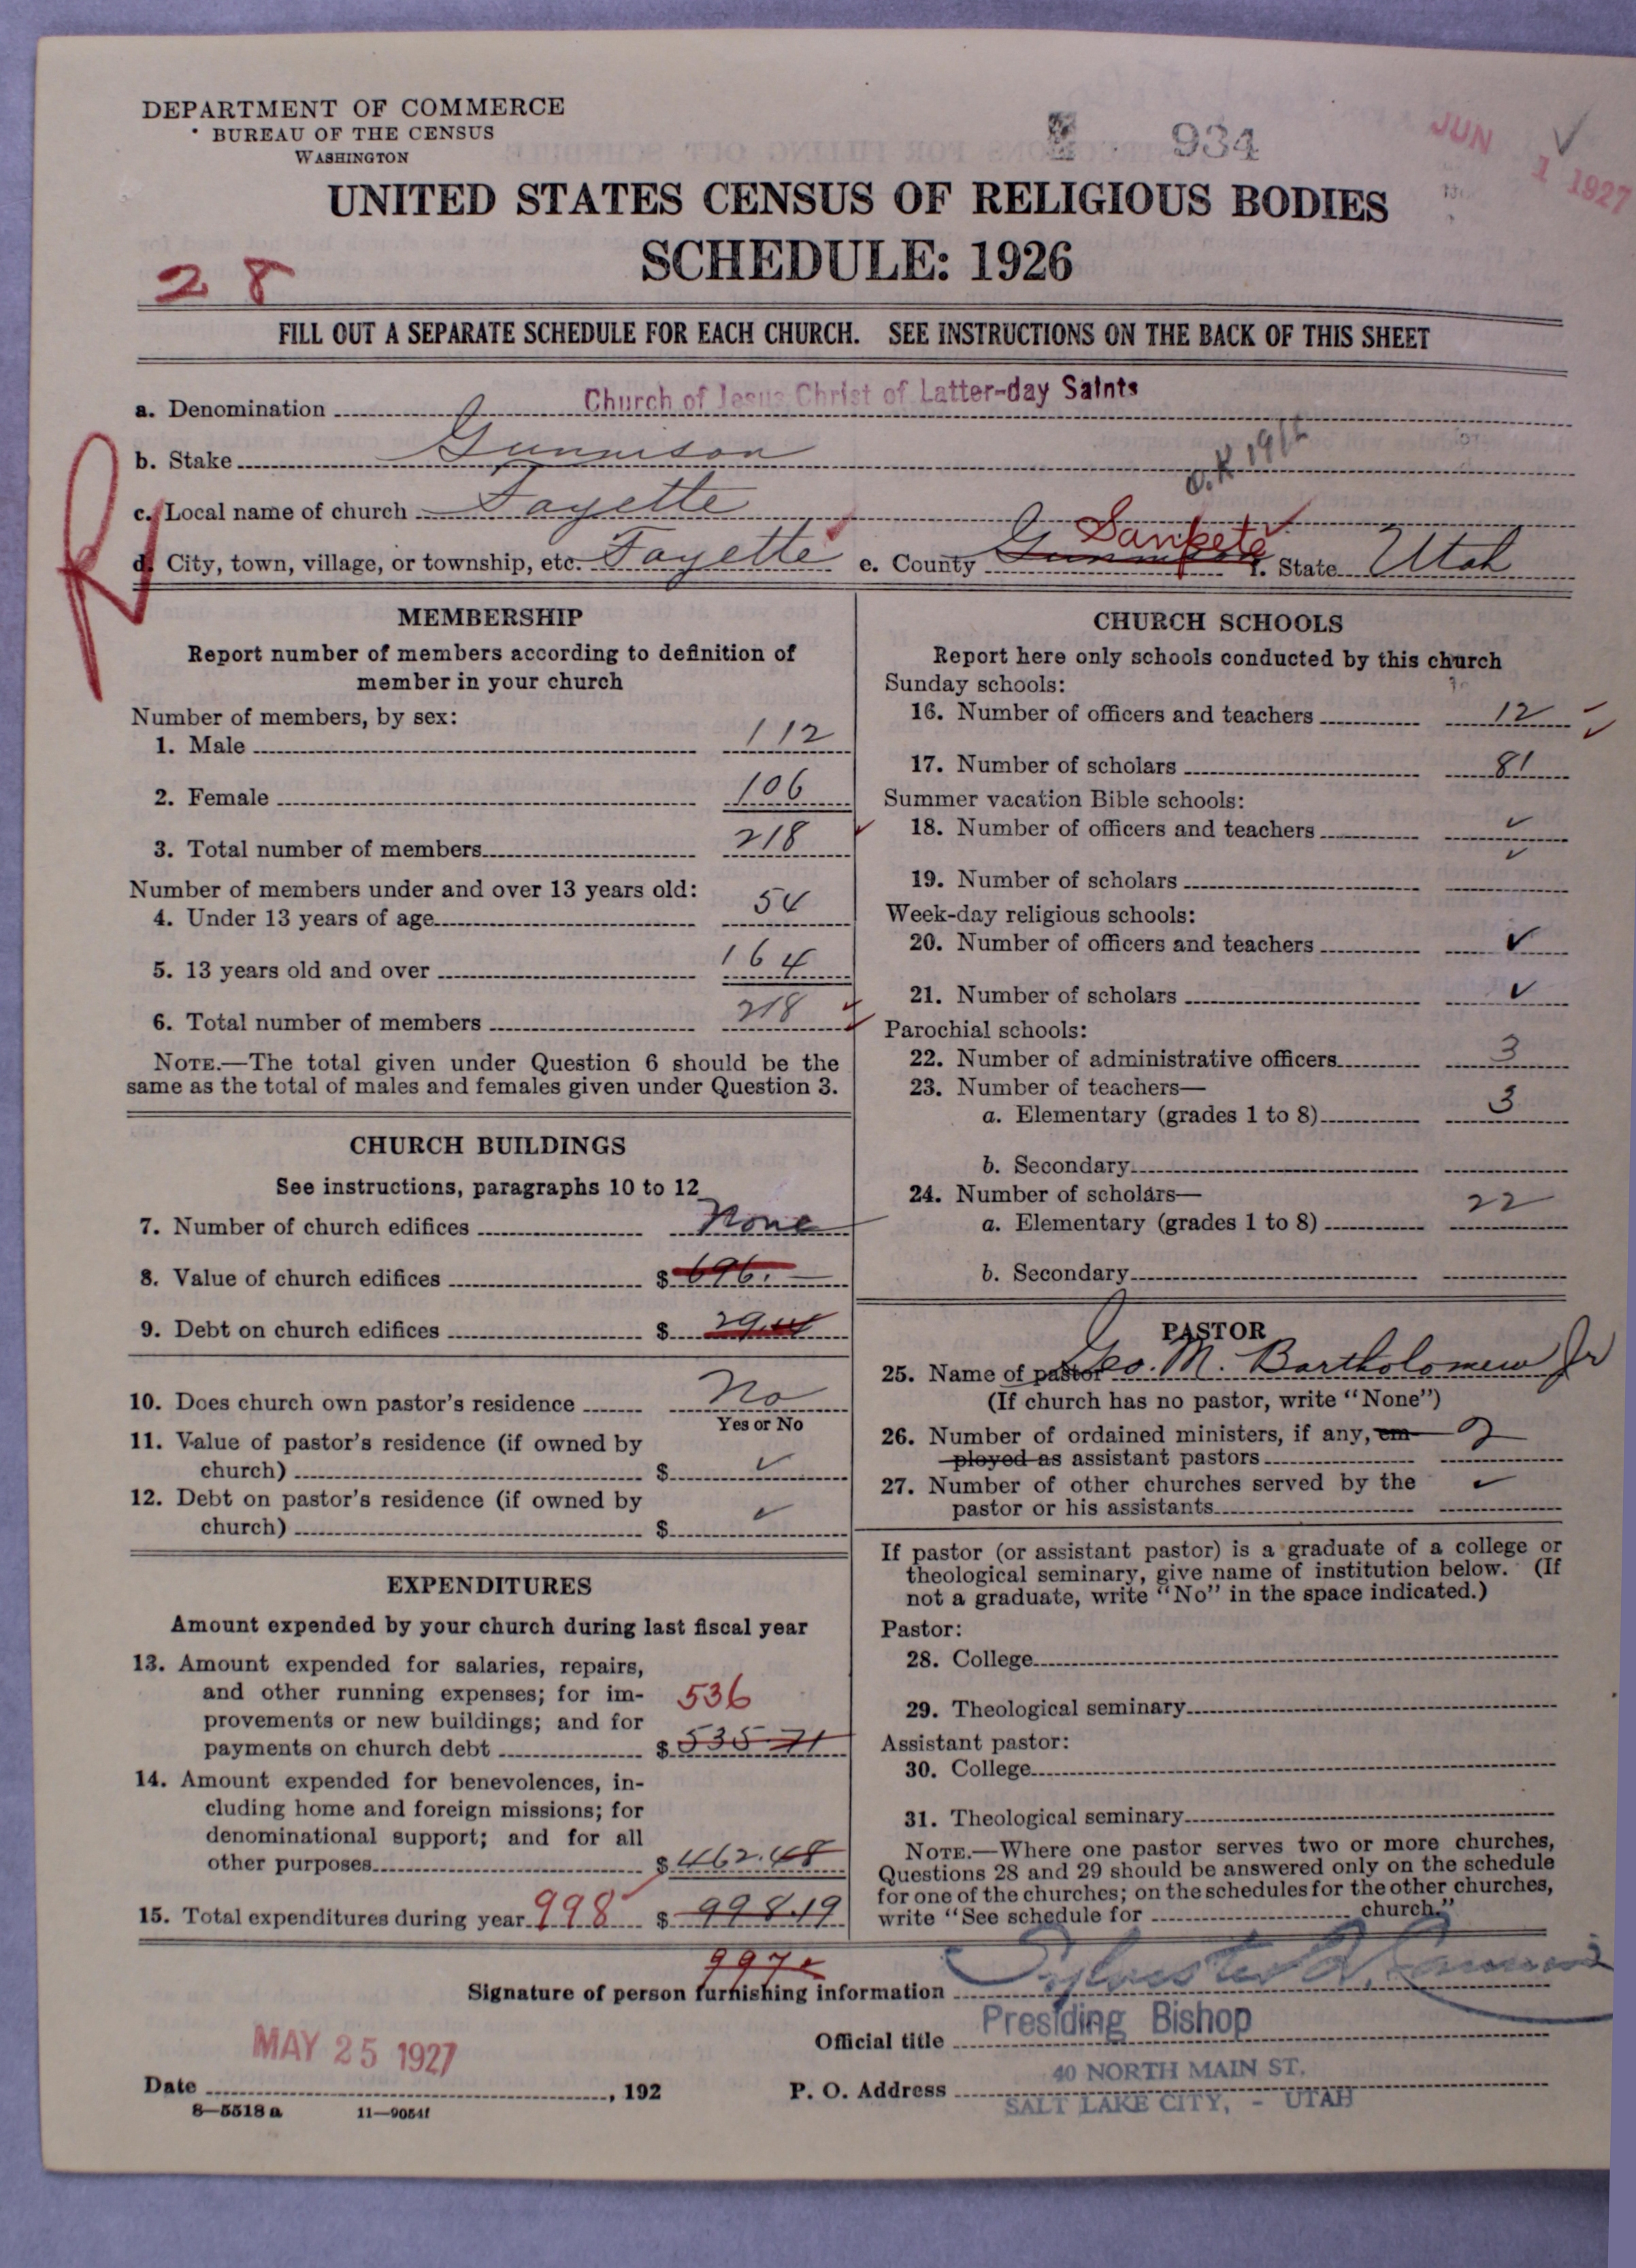 DEPARTMENT OF COMMERCE
BUREAU OF THE CENSUS
WASHINGTON
934
JUN 1 1927
UNITED STATES CENSUS OF RELIGIOUS BODIES
SCHEDULE: 1926
28
FILL OUT A SEPARATE SCHEDULE FOR EACH CHURCH. SEE INSTRUCTIONS ON THE BACK OF THIS SHEET
a. Denomination Church of Jesus Christ of Latter-day Saints
b. Stake Gunnison
O.K.
c. Local name of church Fayette
R
d. City, town, village, or township, etc. Fayette e. County Gunnison Sanpete f. State Utah
MEMBERSHIP
Report number of members according to definition of
member in your church
Number of members, by sex:
1. Male 112
2. Female 106
3. Total number of members 218
Number of members under and over 13 years old:
4. Under 13 years of age 54
5. 13 years old and over 164
6. Total number of members 218
NOTE.—The total given under Question 6 should be the
same as the total of males and females given under Question 3.
CHURCH BUILDINGS
See instructions, paragraphs 10 to 12
7. Number of church edifices None
8. Value of church edifices $ 696.
9. Debt on church edifices $
10. Does church own pastor's residence No
Yes or No
11. Value of pastor's residence (if owned by
church) $ ✓
12. Debt on pastor's residence (if owned by
church) $ ✓
EXPENDITURES
Amount expended by your church during last fiscal year
13. Amount expended for salaries, repairs,
and other running expenses; for im-
provements or new buildings; and for 536
payments on church debt $ 535.71
14. Amount expended for benevolences, in-
cluding home and foreign missions; for
denominational support; and for all
other purposes $ 462.48
15. Total expenditures during year 998 $ 998.19
997
CHURCH SCHOOLS
Report here only schools conducted by this church
Sunday schools:
16. Number of officers and teachers 12
17. Number of scholars 81
Summer vacation Bible schools:
18. Number of officers and teachers ✓
19. Number of scholars ✓
Week-day religious schools:
20. Number of officers and teachers ✓
21. Number of scholars ✓
Parochial schools:
22. Number of administrative officers 3
23. Number of teachers—
a. Elementary (grades 1 to 8) 3
b. Secondary
24. Number of scholars—
a. Elementary (grades 1 to 8) 22
b. Secondary
PASTOR
25. Name of pastor Geo. M. Bartholomew Jr
(If church has no pastor, write "None")
26. Number of ordained ministers, if any, em- 2
ployed as assistant pastors
27. Number of other churches served by the ✓
pastor or his assistants
If pastor (or assistant pastor) is a graduate of a college or
theological seminary, give name of institution below. (If
not a graduate, write "No" in the space indicated.)
Pastor:
28. College
29. Theological seminary
Assistant pastor:
30. College
31. Theological seminary
NOTE.—Where one pastor serves two or more churches,
Questions 28 and 29 should be answered only on the schedule
for one of the churches; on the schedules for the other churches,
write "See schedule for church."
Signature of person furnishing information Sylvester Q. Cannon
Official title Presiding Bishop
MAY 25 1927
Date , 192
P. O. Address 40 NORTH MAIN ST.
SALT LAKE CITY, - UTAH
8—5518 a 11—9054f